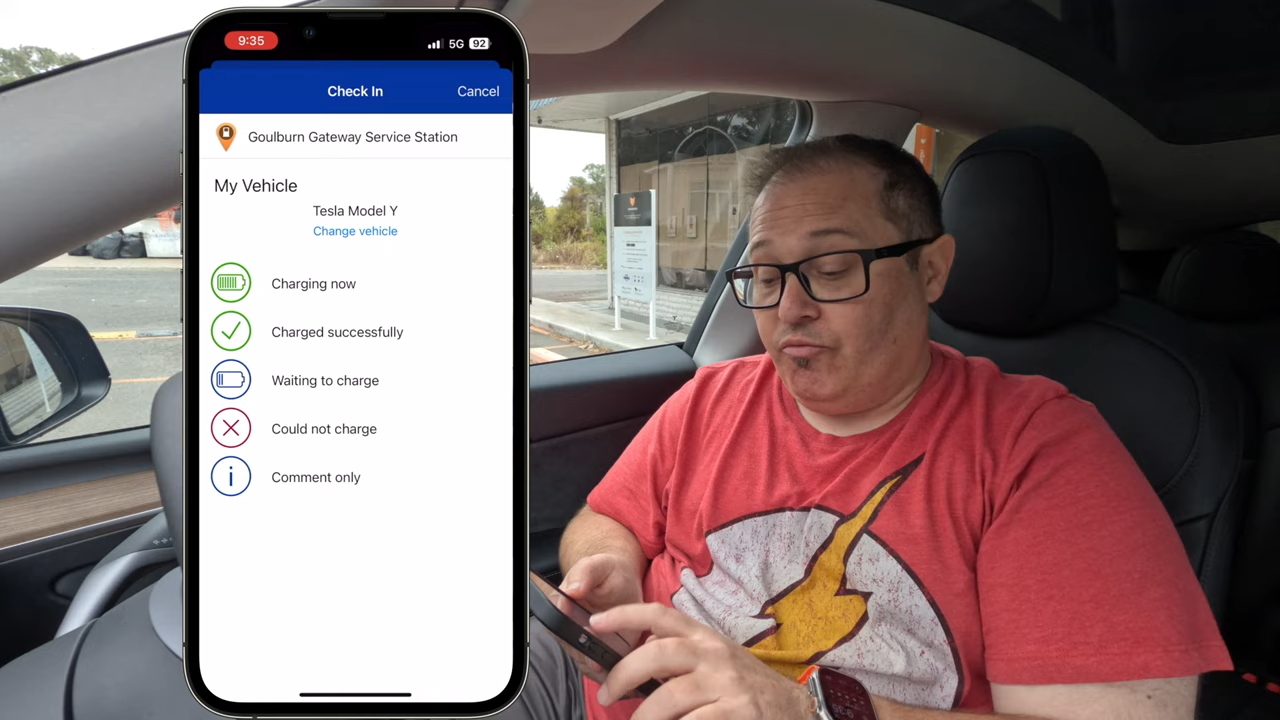 9:35
5G 92
Check In
Cancel
Goulburn Gateway Service Station
My Vehicle
Tesla Model Y
Change vehicle
Charging now
Charged successfully
Waiting to charge
Could not charge
Comment only